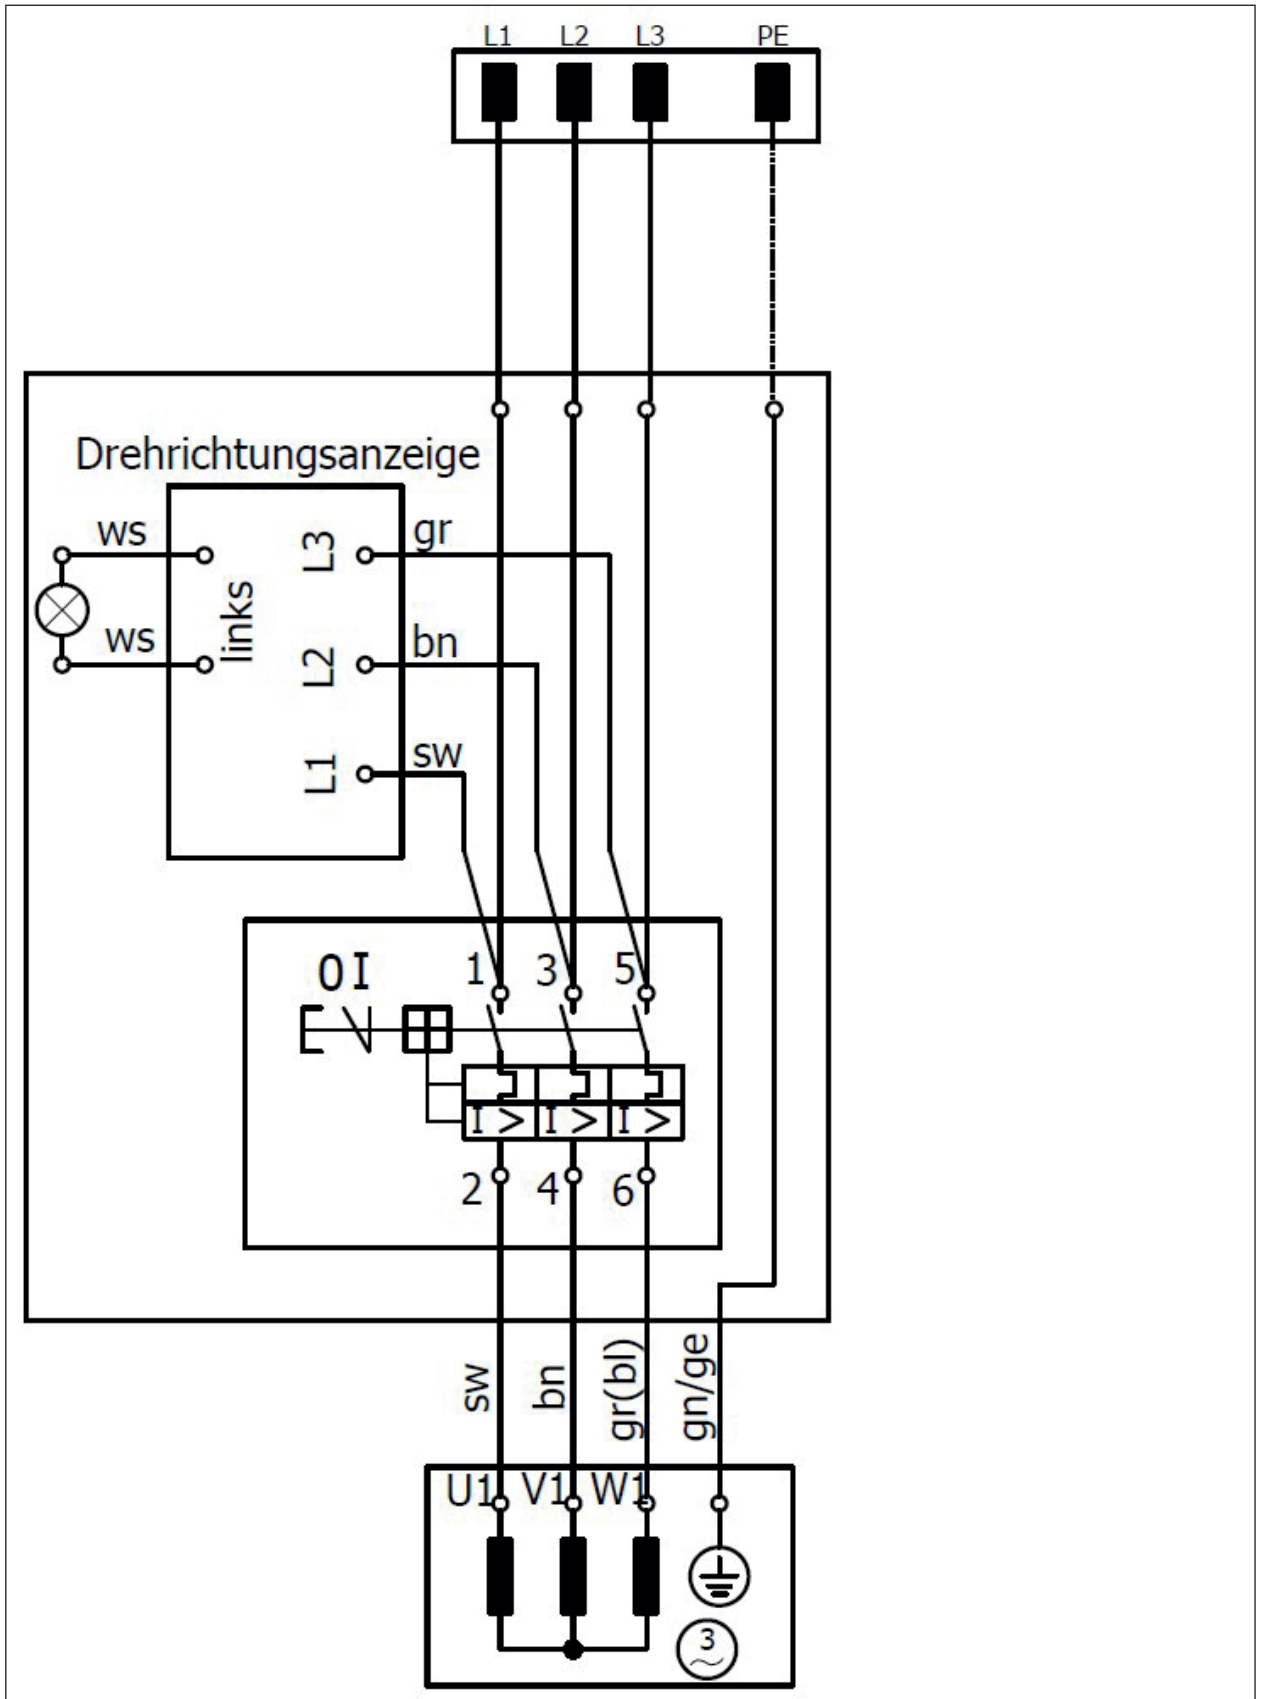 L1 L2 L3 PE
Drehrichtungsanzeige
ws
L3
gr
links
ws
L2
bn
L1
sw
0 I
1 3 5
I > I > I >
2 4 6
sw
bn
gr(bl)
gn/ge
U1 V1 W1
3
~